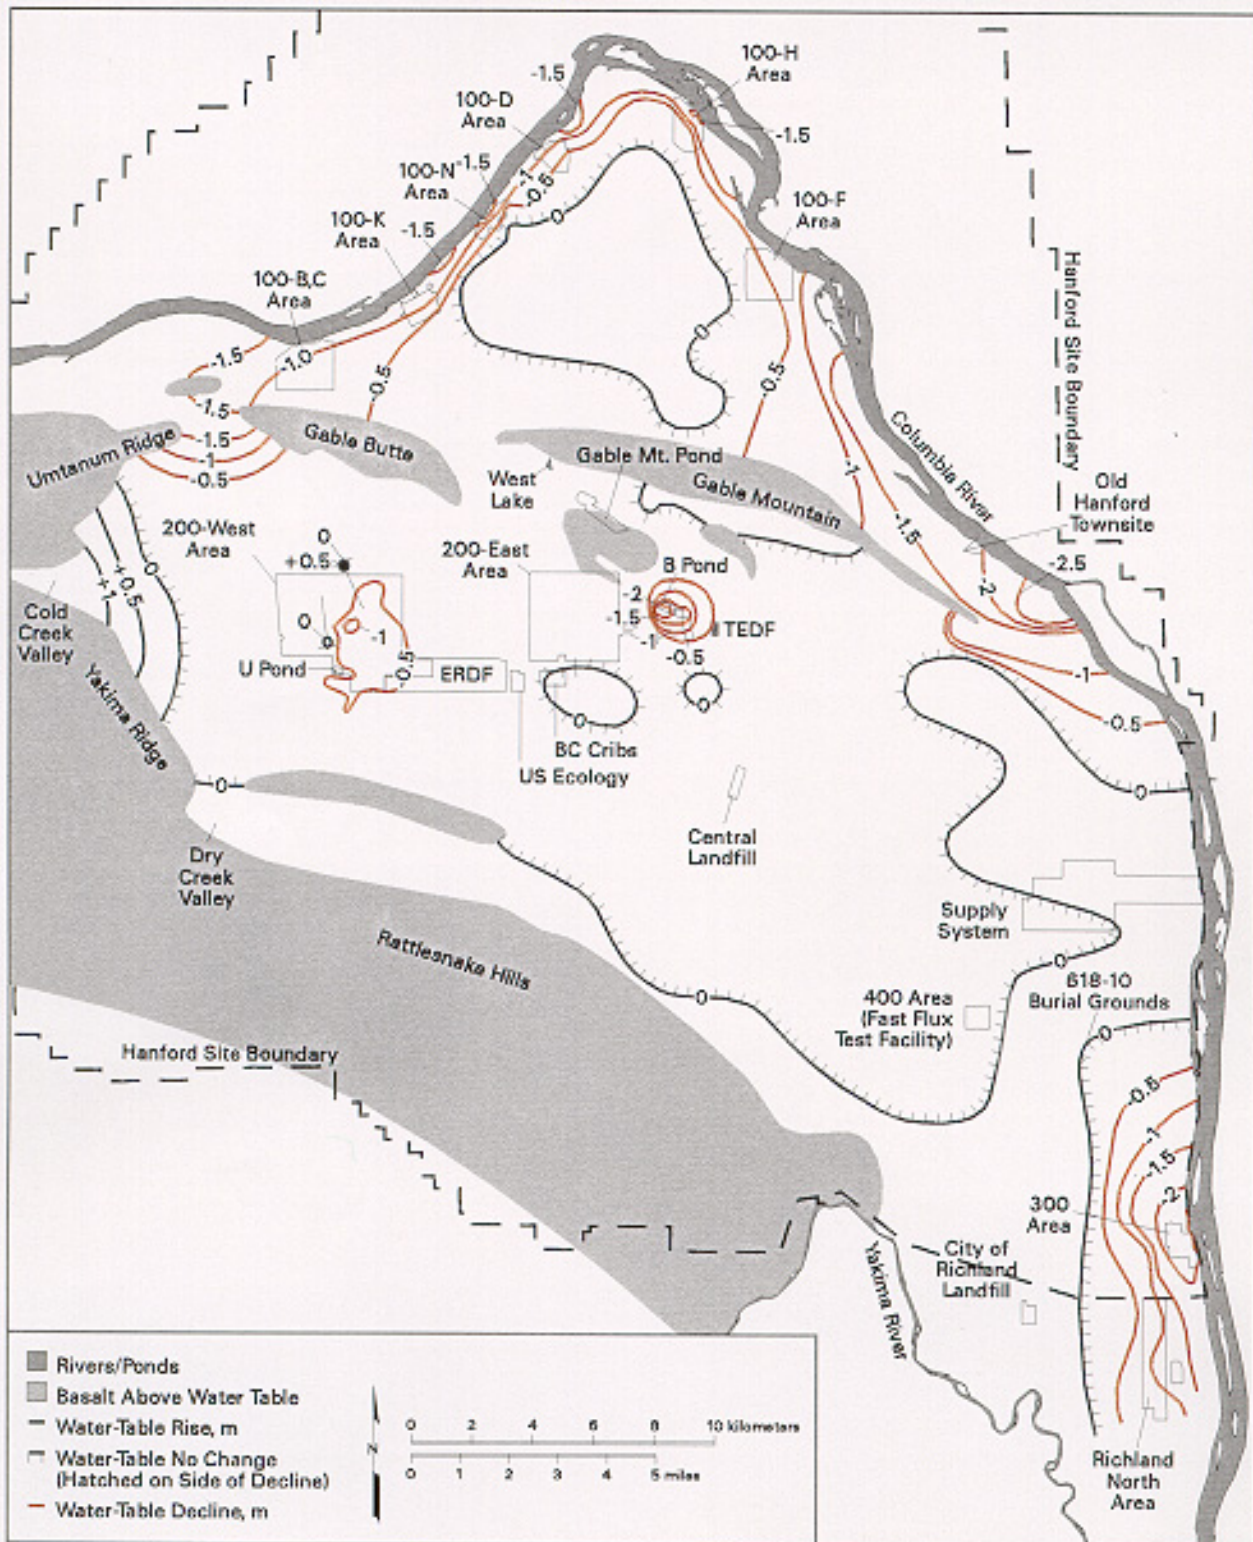 -1.5
100-H
Area
100-D
Area
-1.5
100-N
Area
-1.5
-1
-0.5
0
100-K
Area
-1.5
100-F
Area
100-B,C
Area
Hanford Site Boundary
-1.5
-1.0
-0.5
0
-0.5
-1.5
-1.5
-1
-0.5
Umtanum Ridge
Gable Butte
Gable Mt. Pond
West
Lake
Gable Mountain
-1
Columbia River
Old
Hanford
Townsite
-1.5
-2
-2.5
200-West
Area
0
+0.5
200-East
Area
B Pond
-2
-1.5
-1
-0.5
TEDF
0
+0.5
+1
Cold
Creek
Valley
0
-1
-0.5
U Pond
ERDF
Yakima Ridge
0
0
BC Cribs
US Ecology
-1
-0.5
0
0
Central
Landfill
Dry
Creek
Valley
Supply
System
Rattlesnake Hills
0
0
618-10
Burial Grounds
400 Area
(Fast Flux
Test Facility)
0
Hanford Site Boundary
-0.5
-1
-1.5
-2
300
Area
City of
Richland
Landfill
Yakima River
Richland
North
Area
Rivers/Ponds
Basalt Above Water Table
Water-Table Rise, m
Water-Table No Change
(Hatched on Side of Decline)
Water-Table Decline, m
N
0 2 4 6 8 10 kilometers
0 1 2 3 4 5 miles